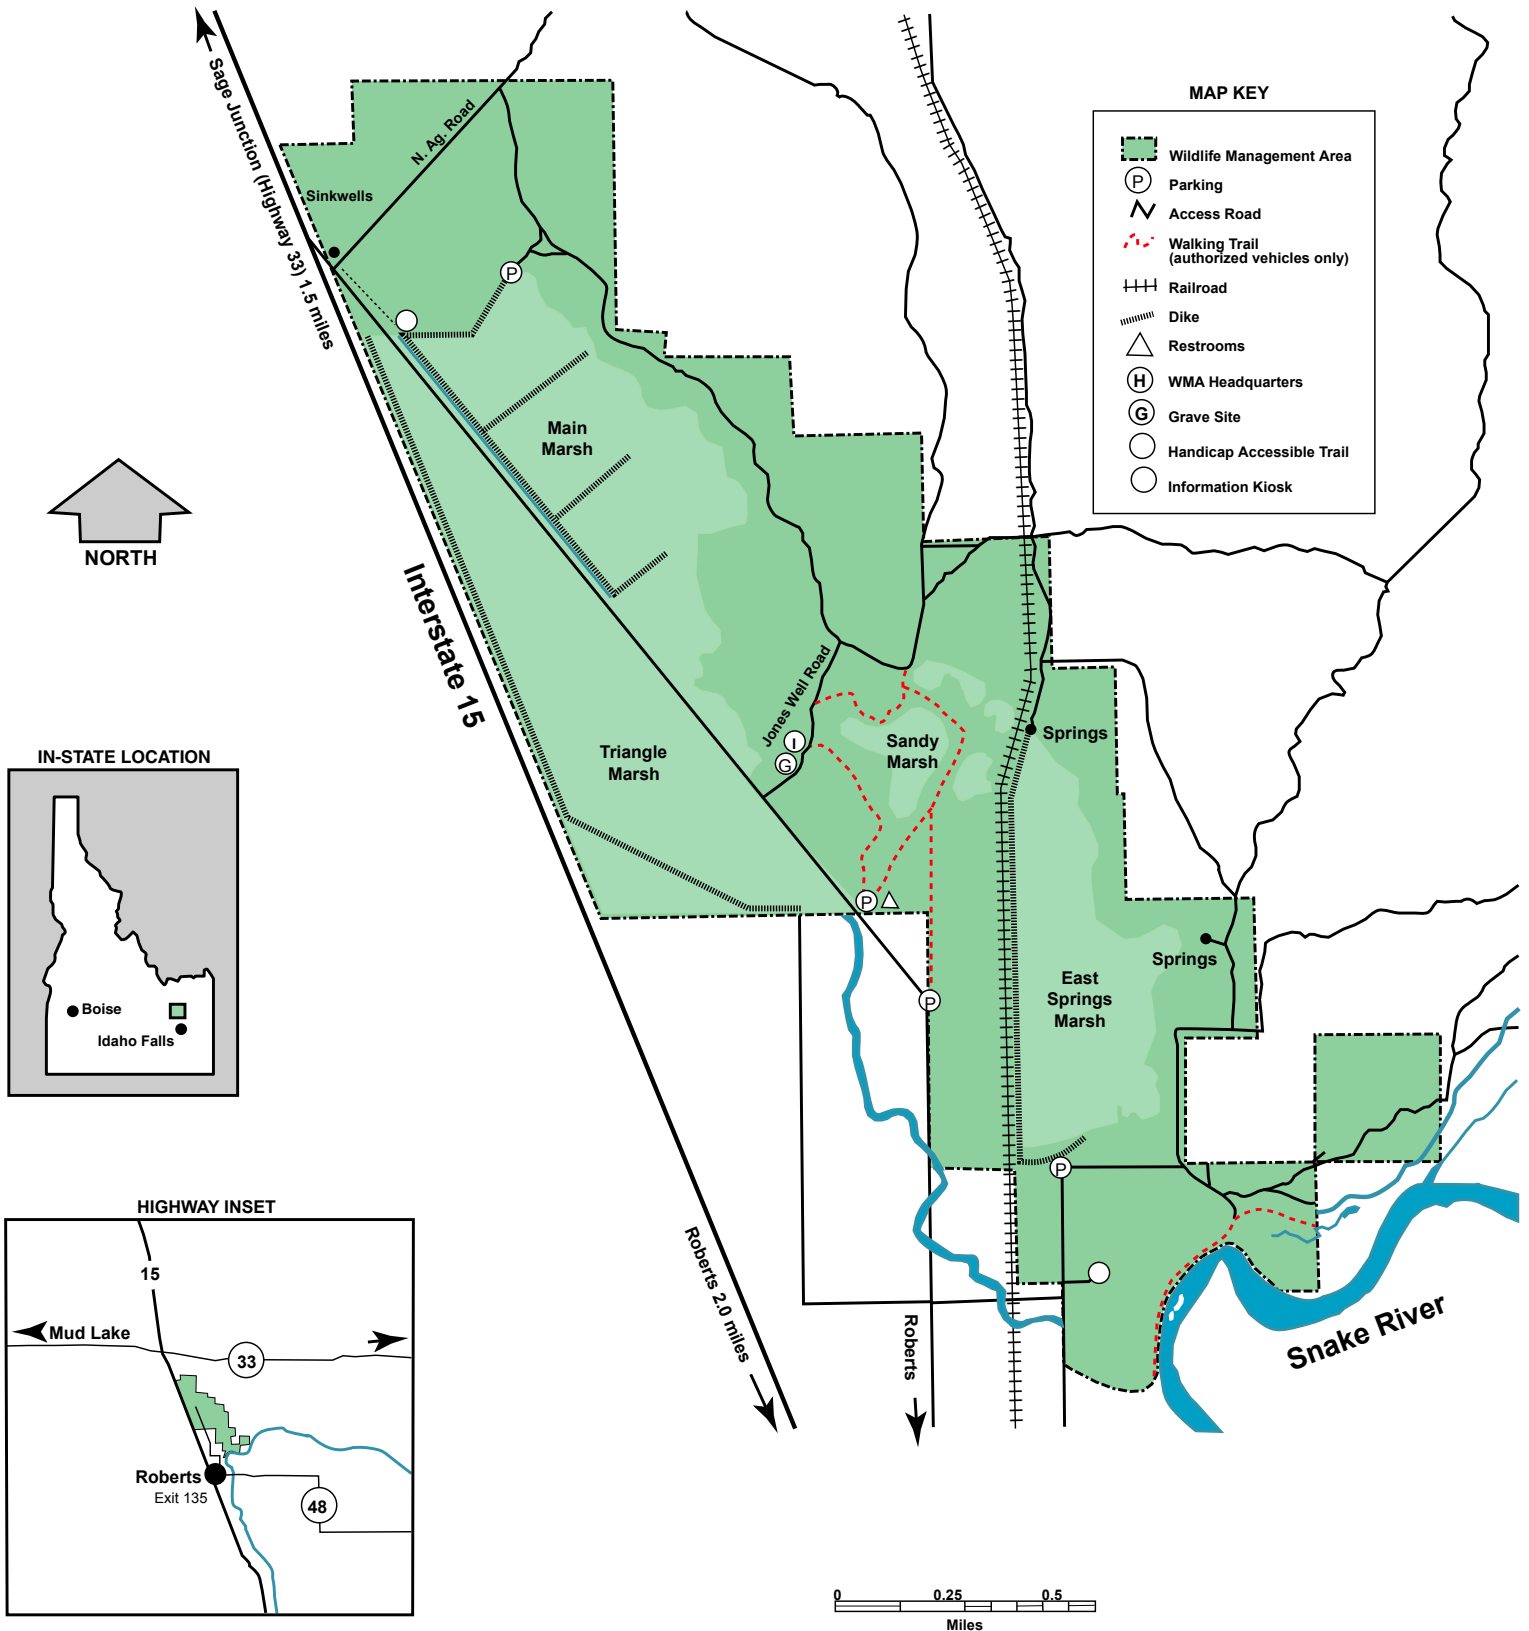 MAP KEY
Wildlife Management Area
P
Parking
Access Road
Walking Trail
(authorized vehicles only)
Railroad
Dike
Restrooms
H
WMA Headquarters
G
Grave Site
Handicap Accessible Trail
Information Kiosk
Sage Junction (Highway 33) 1.5 miles
N. Ag. Road
Sinkwells
P
Main
Marsh
NORTH
Interstate 15
Jones Well Road
I
G
Triangle
Marsh
Sandy
Marsh
Springs
P
P
Springs
East
Springs
Marsh
P
IN-STATE LOCATION
Boise
Idaho Falls
HIGHWAY INSET
15
Mud Lake
33
Roberts
Exit 135
48
Roberts 2.0 miles
Roberts
Snake River
0
0.25
0.5
Miles